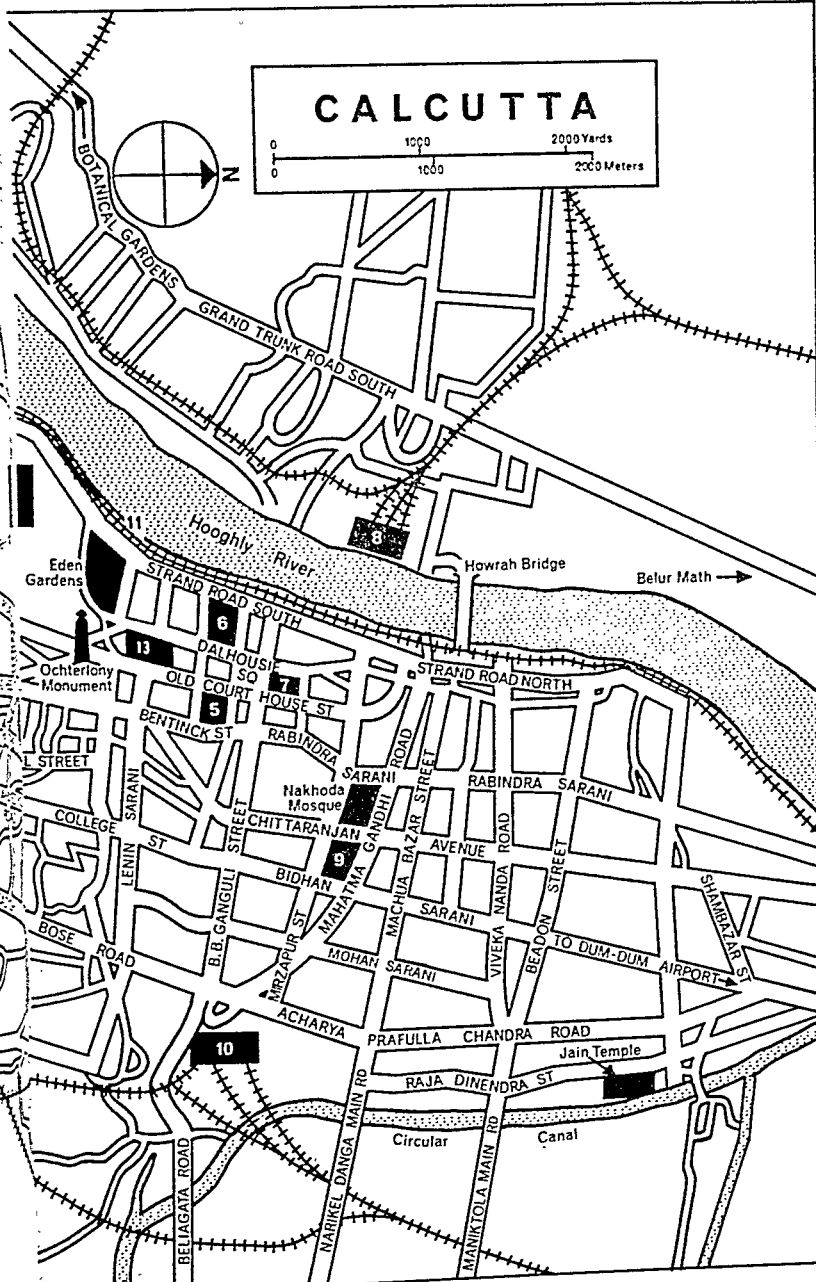 CALCUTTA
0 1000 2000 Yards
0 1000 2000 Meters
N
BOTANICAL GARDENS
GRAND TRUNK ROAD SOUTH
8
11
Hooghly River
Howrah Bridge
Belur Math
Eden
Gardens
STRAND ROAD SOUTH
6
13
DALHOUSIE
SQ
7
STRAND ROAD NORTH
Ochterlony
Monument
OLD COURT HOUSE ST
5
BENTINCK ST
RABINDRA SARANI
RABINDRA SARANI
L STREET
LENIN SARANI
Nakhoda
Mosque
MAHATMA GANDHI ROAD
MACHUA BAZAR STREET
COLLEGE ST
B.B. GANGULI STREET
CHITTARANJAN AVENUE
VIVEKA NANDA ROAD
BEADON STREET
9
BIDHAN SARANI
SHAMBAZAR ST
BOSE ROAD
MIRZAPUR ST
MOHAN SARANI
TO DUM-DUM AIRPORT
ACHARYA PRAFULLA CHANDRA ROAD
10
Jain Temple
RAJA DINENDRA ST
Circular Canal
BELIAGATA ROAD
NARIKEL DANGA MAIN RD
MANIKTOLA MAIN RD